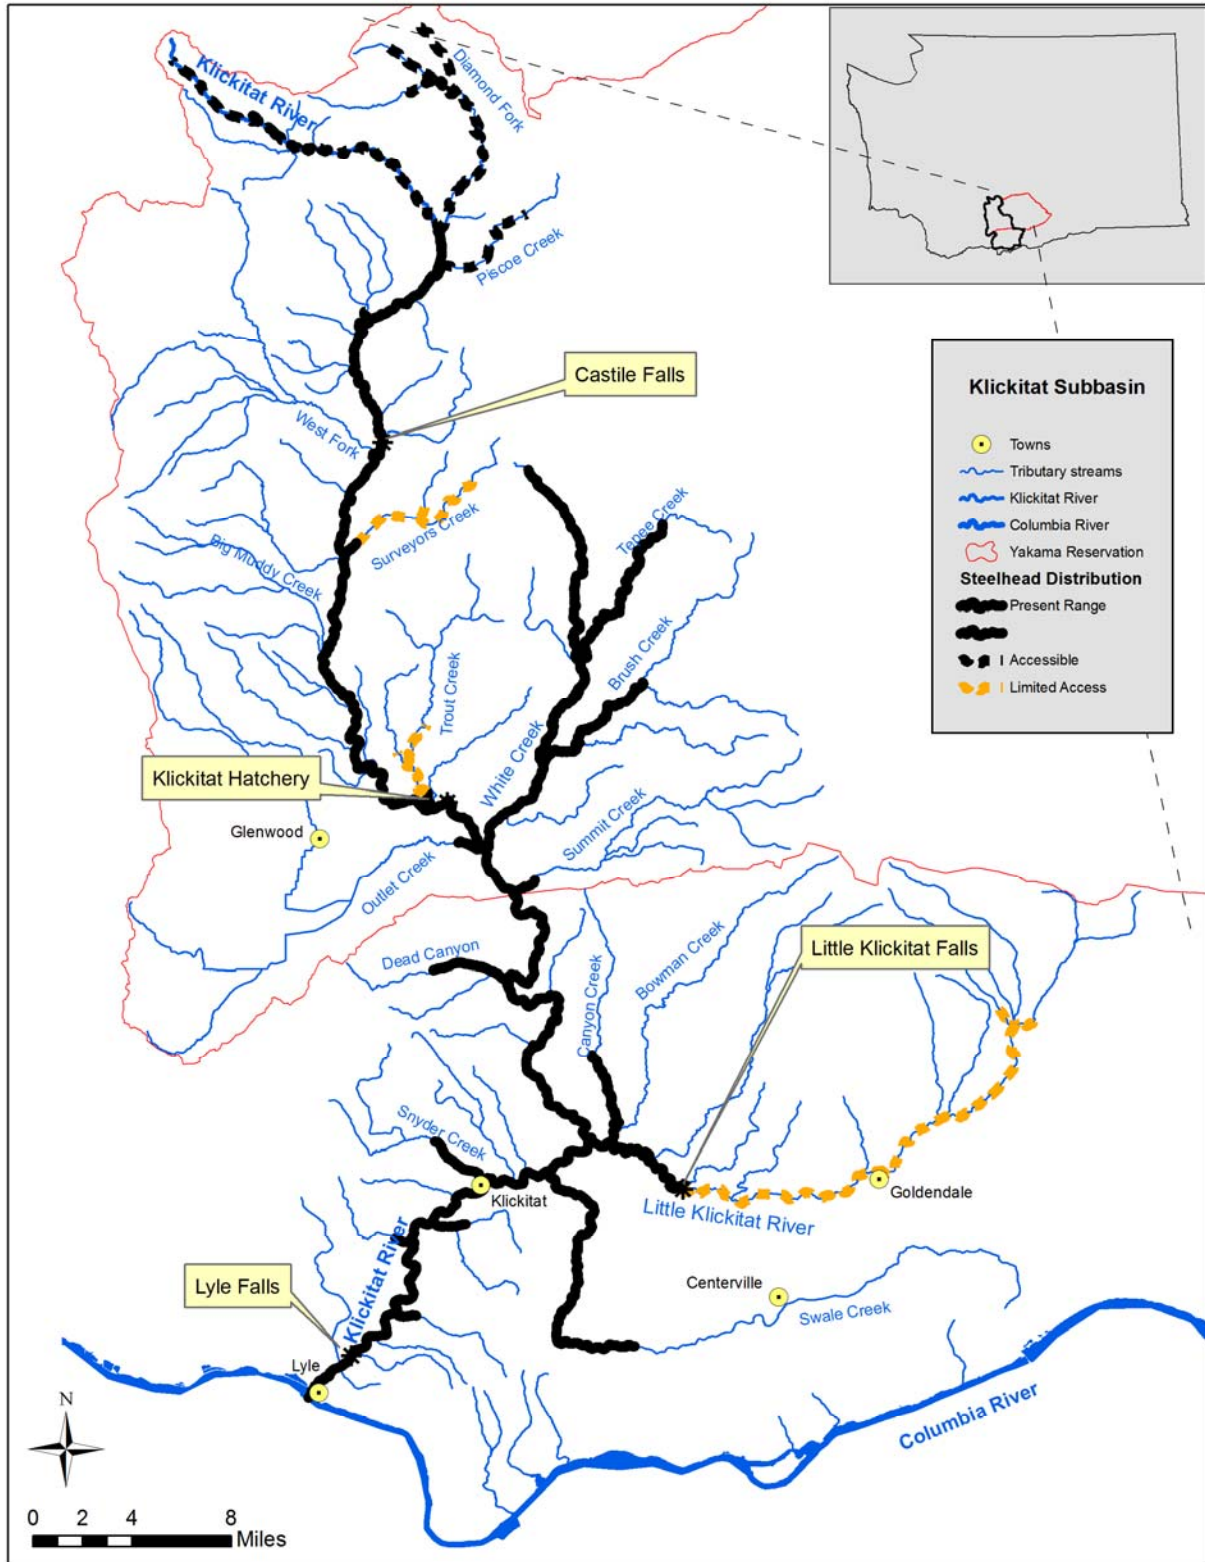 Klickitat River
Diamond Fork
Piscoe Creek
Castile Falls
Klickitat Subbasin
Towns
Tributary streams
Klickitat River
Columbia River
Yakama Reservation
Steelhead Distribution
Present Range
Accessible
Limited Access
West Fork
Surveyors Creek
Tepee Creek
Big Muddy Creek
Brush Creek
Trout Creek
White Creek
Klickitat Hatchery
Glenwood
Summit Creek
Outlet Creek
Dead Canyon
Canyon Creek
Bowman Creek
Little Klickitat Falls
Snyder Creek
Klickitat
Goldendale
Little Klickitat River
Klickitat River
Lyle Falls
Centerville
Swale Creek
Lyle
Columbia River
N
0 2 4 8
Miles